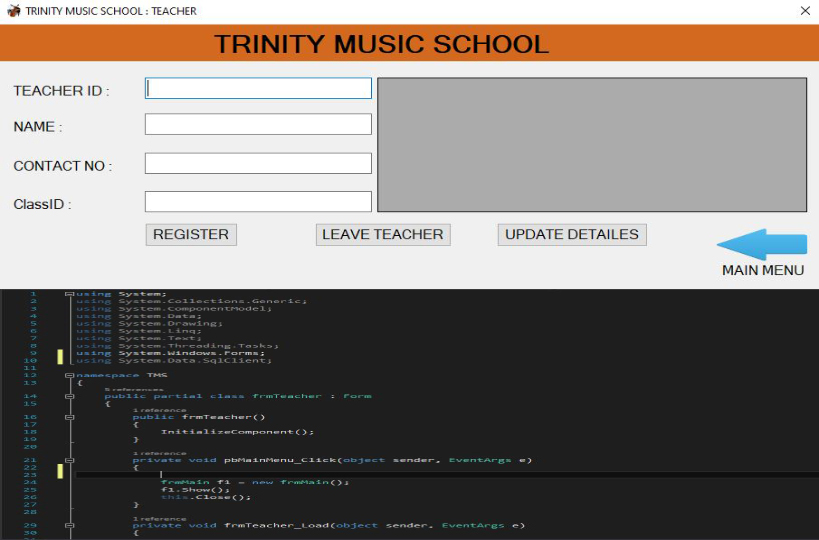 TRINITY MUSIC SCHOOL : TEACHER
TRINITY MUSIC SCHOOL
TEACHER ID :
NAME :
CONTACT NO :
ClassID :
REGISTER LEAVE TEACHER UPDATE DETAILES
MAIN MENU
1 using System;
2 using System.Collections.Generic;
3 using System.ComponentModel;
4 using System.Data;
5 using System.Drawing;
6 using System.Linq;
7 using System.Text;
8 using System.Threading.Tasks;
9 using System.Windows.Forms;
10 using System.Data.SqlClient;
11
12 namespace TMS
13 {
5 references
14 public partial class frmTeacher : Form
15 {
1 reference
16 public frmTeacher()
17 {
18 InitializeComponent();
19 }
20
1 reference
21 private void pbMainMenu_Click(object sender, EventArgs e)
22 {
23
24 frmMain f1 = new frmMain();
25 f1.Show();
26 this.Close();
27 }
28
1 reference
29 private void frmTeacher_Load(object sender, EventArgs e)
30 {